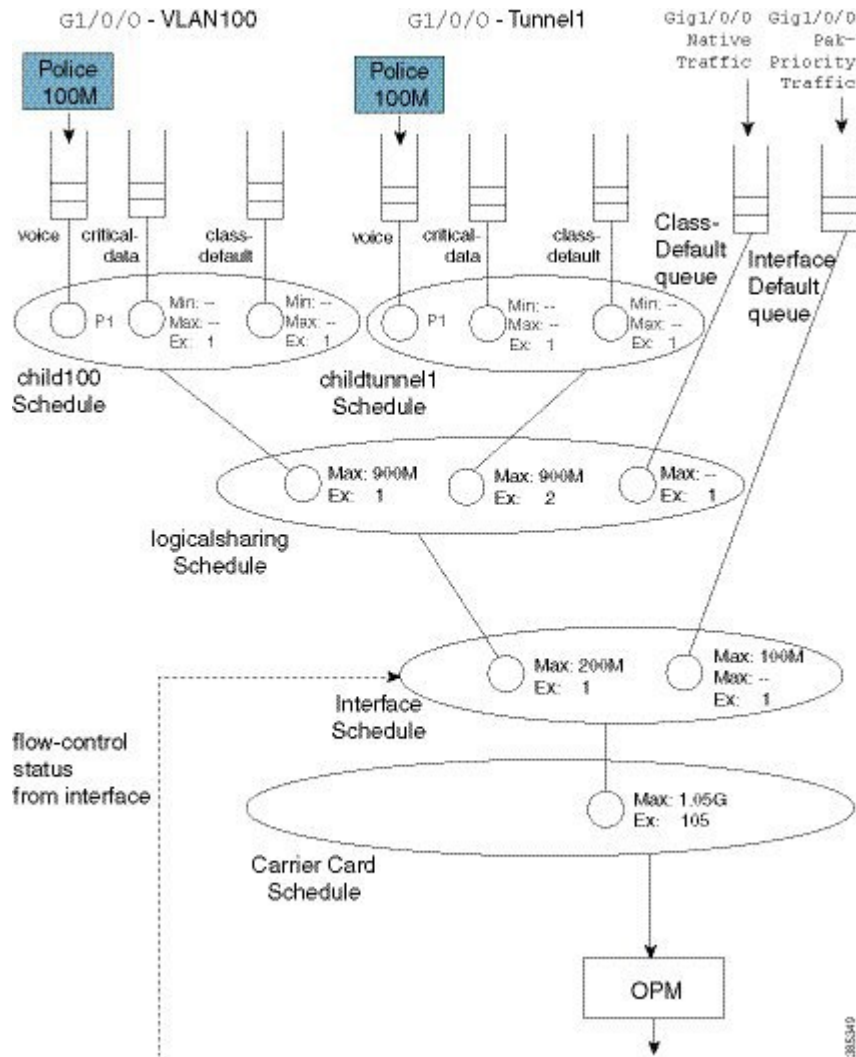 G1/0/0 - VLAN100
G1/0/0 - Tunnel1
Gig1/0/0
Native
Traffic
Gig1/0/0
Pak-
Priority
Traffic
Police
100M
Police
100M
voice
critical-
data
class-
default
voice
critical-
data
class-
default
Class-
Default
queue
Interface
Default
queue
P1
Min: --
Max: --
Ex: 1
Min: --
Max: --
Ex: 1
P1
Min: --
Max: --
Ex: 1
Min: --
Max: --
Ex: 1
child100
Schedule
childtunnel1
Schedule
Max: 900M
Ex: 1
Max: 900M
Ex: 2
Max: --
Ex: 1
logicalsharing
Schedule
Max: 200M
Ex: 1
Max: 100M
Max: --
Ex: 1
Interface
Schedule
flow-control
status
from interface
Max: 1.05G
Ex: 105
Carrier Card
Schedule
OPM
385349